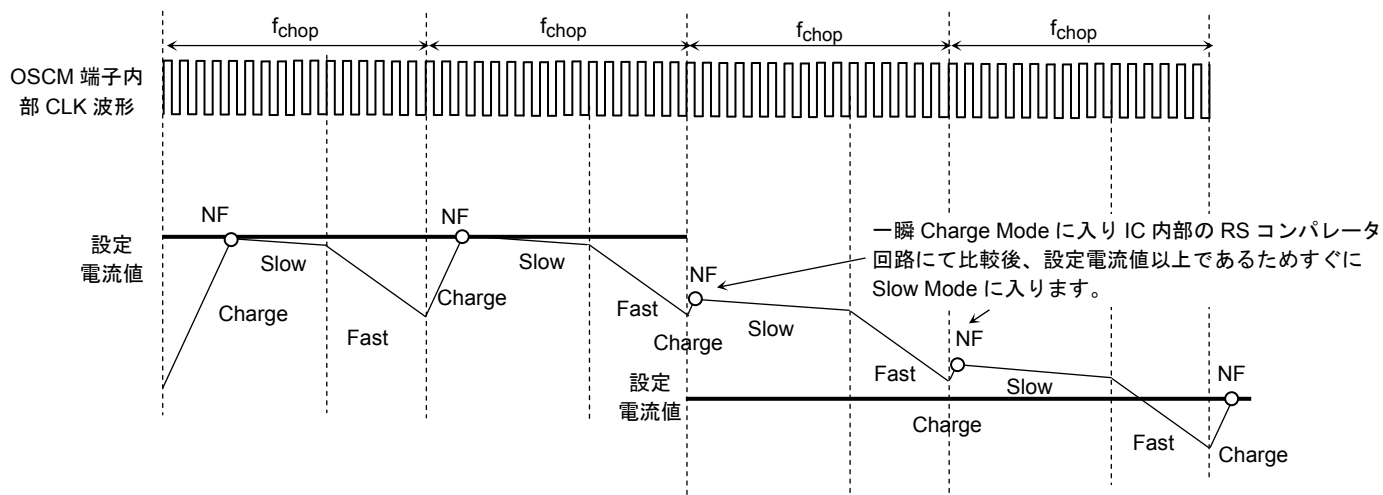 fchop fchop fchop fchop
OSCM 端子内
部 CLK 波形
NF NF
設定
電流値
Slow Slow
Charge Charge
Fast Fast
一瞬 Charge Mode に入り IC 内部の RS コンパレータ
回路にて比較後、設定電流値以上であるためすぐに
Slow Mode に入ります。
NF
Slow
Charge
Fast
NF
設定
電流値
Slow
NF
Charge
Fast
Charge